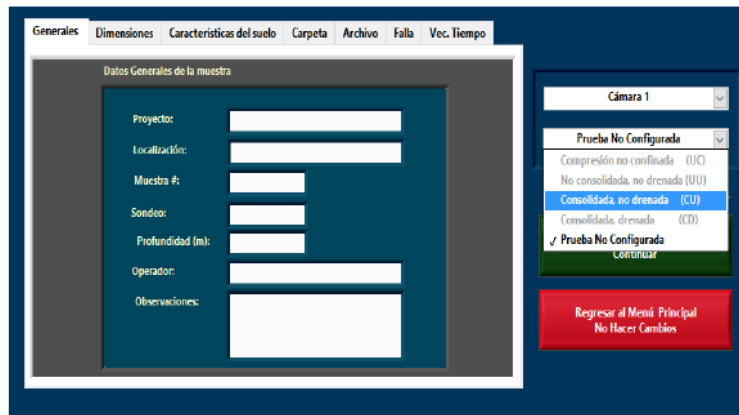 Generales Dimensiones Características del suelo Carpeta Archivo Falla Vec. Tiempo
Datos Generales de la muestra
Proyecto:
Localización:
Muestra #:
Sondeo:
Profundidad (m):
Operador:
Observaciones:
Cámara 1
Prueba No Configurada
Compresión no confinada (UC)
No consolidada, no drenada (UU)
Consolidada, no drenada (CU)
Consolidada, drenada (CD)
✓ Prueba No Configurada
Continuar
Regresar al Menú Principal
No Hacer Cambios